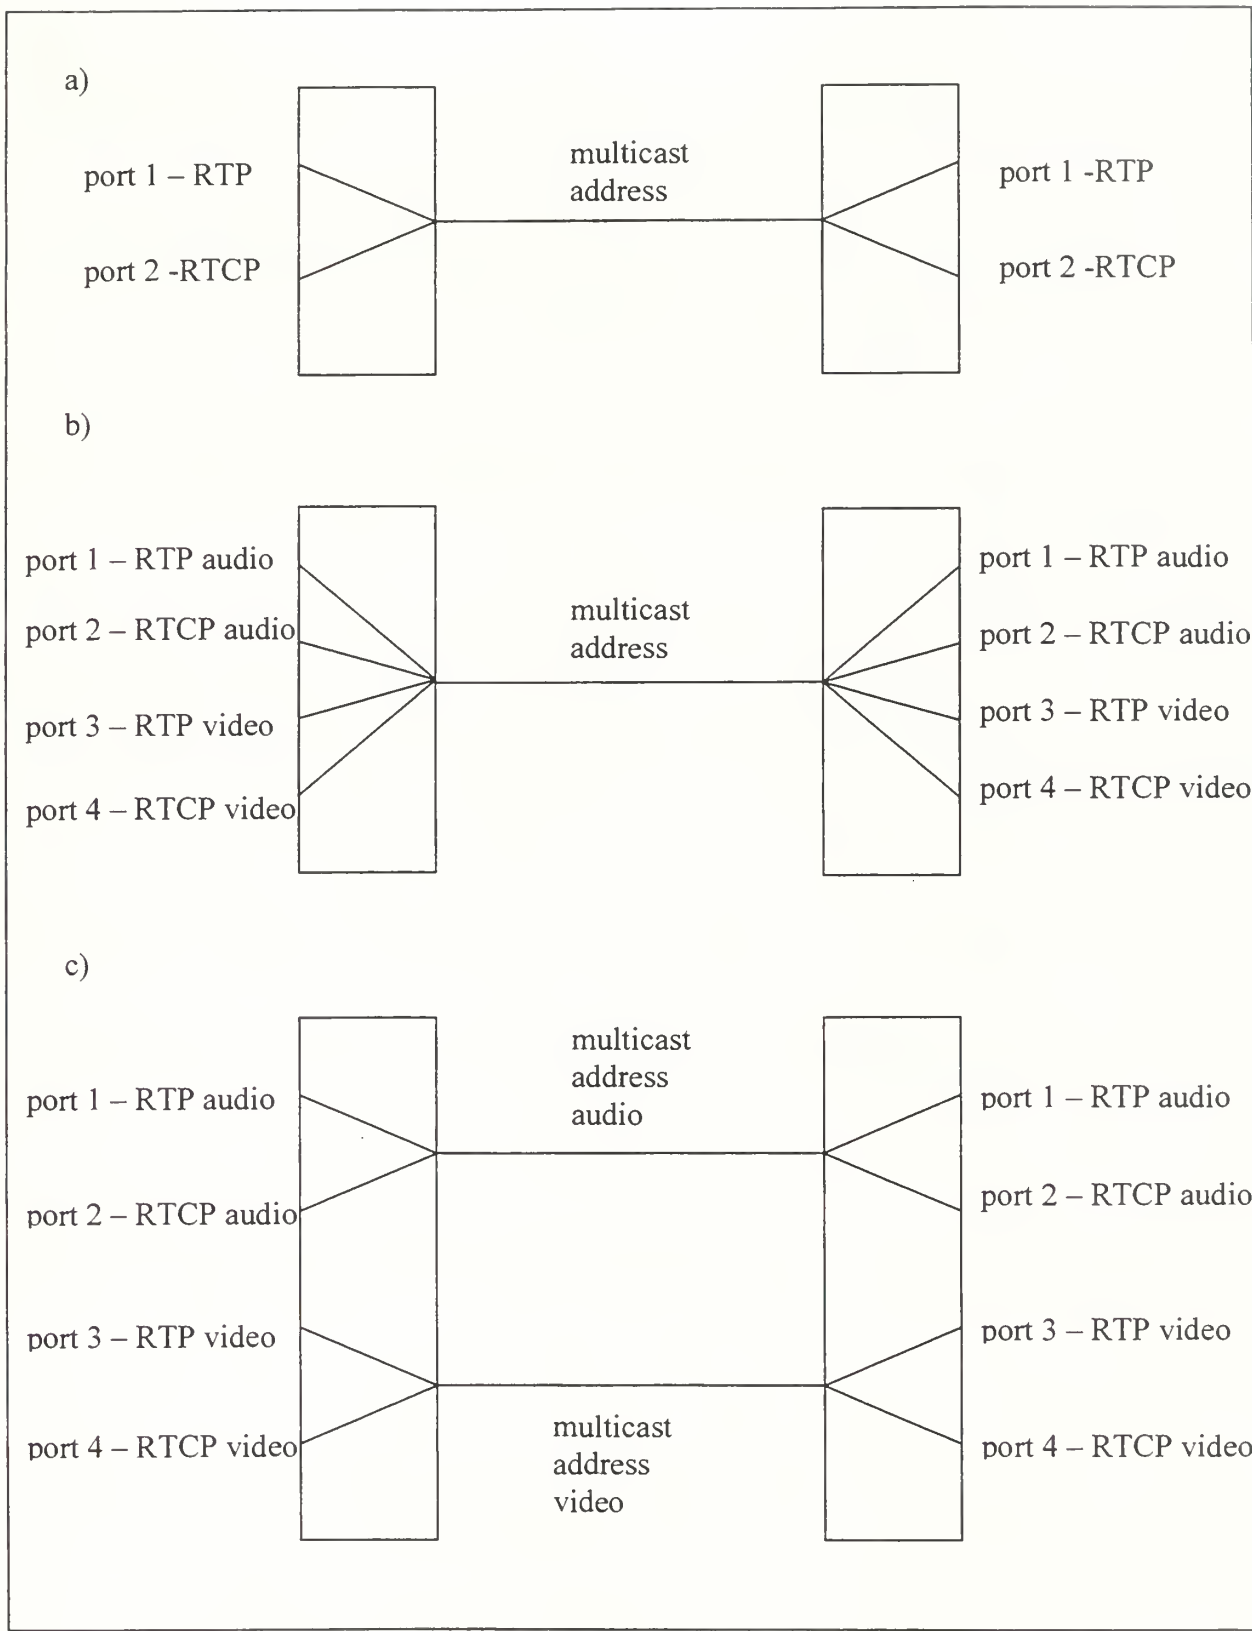 a)
port 1 – RTP
port 2 -RTCP
multicast
address
port 1 -RTP
port 2 -RTCP
b)
port 1 – RTP audio
port 2 – RTCP audio
port 3 – RTP video
port 4 – RTCP video
multicast
address
port 1 – RTP audio
port 2 – RTCP audio
port 3 – RTP video
port 4 – RTCP video
c)
port 1 – RTP audio
port 2 – RTCP audio
port 3 – RTP video
port 4 – RTCP video
multicast
address
audio
multicast
address
video
port 1 – RTP audio
port 2 – RTCP audio
port 3 – RTP video
port 4 – RTCP video